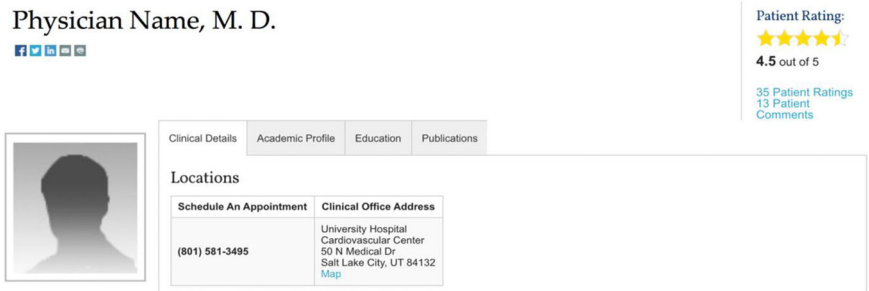 Physician Name, M. D.
Patient Rating:
4.5 out of 5
35 Patient Ratings
13 Patient
Comments
Clinical Details
Academic Profile
Education
Publications
Locations
Schedule An Appointment
Clinical Office Address
(801) 581-3495
University Hospital
Cardiovascular Center
50 N Medical Dr
Salt Lake City, UT 84132
Map